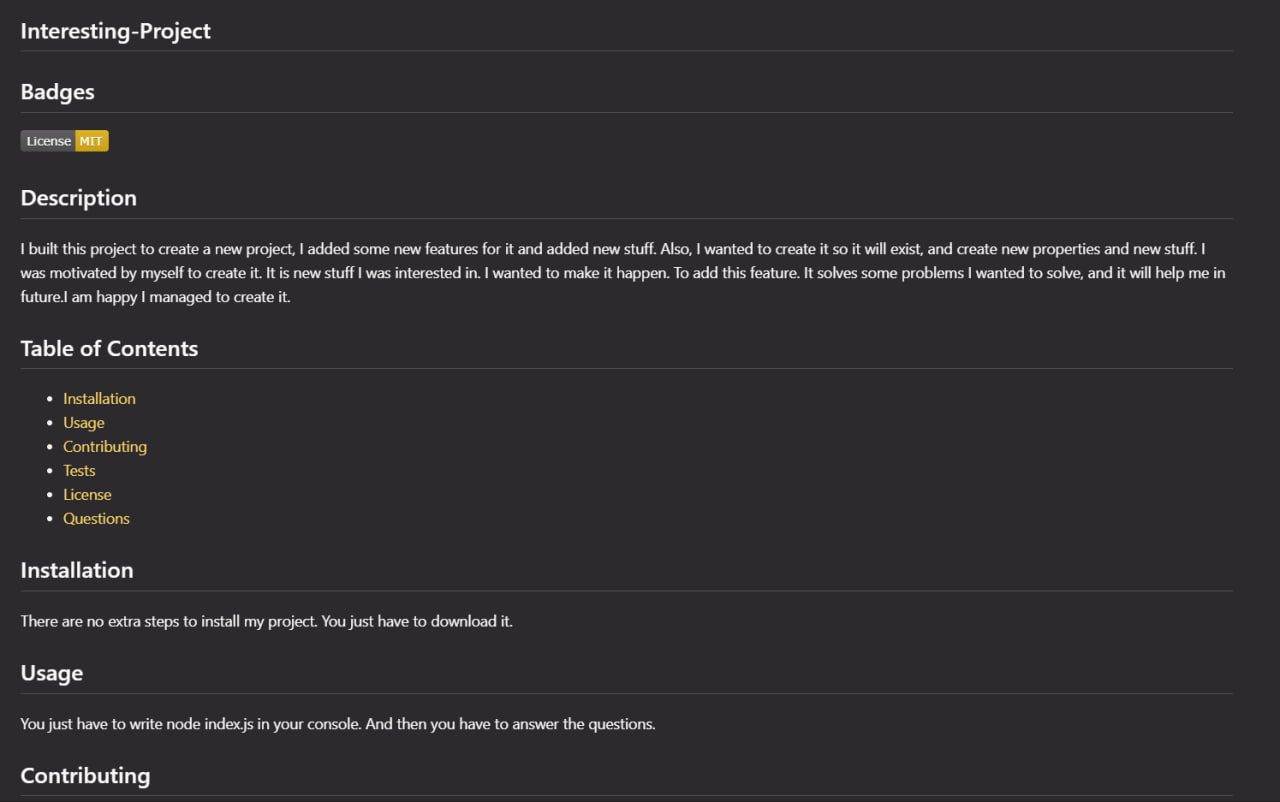 Interesting-Project
Badges
License MIT
Description
I built this project to create a new project, I added some new features for it and added new stuff. Also, I wanted to create it so it will exist, and create new properties and new stuff. I
was motivated by myself to create it. It is new stuff I was interested in. I wanted to make it happen. To add this feature. It solves some problems I wanted to solve, and it will help me in
future.I am happy I managed to create it.
Table of Contents
Installation
Usage
Contributing
Tests
License
Questions
Installation
There are no extra steps to install my project. You just have to download it.
Usage
You just have to write node index.js in your console. And then you have to answer the questions.
Contributing